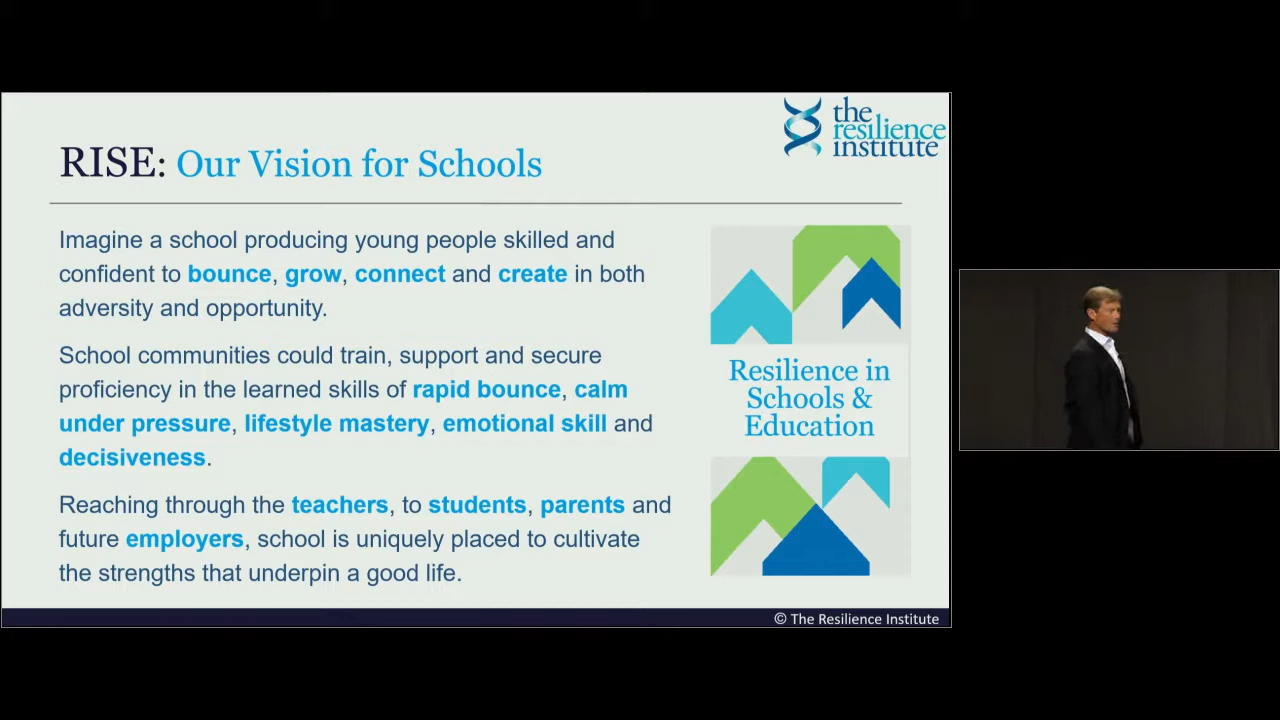 the
resilience
institute
RISE: Our Vision for Schools
Imagine a school producing young people skilled and
confident to bounce, grow, connect and create in both
adversity and opportunity.
School communities could train, support and secure
proficiency in the learned skills of rapid bounce, calm
under pressure, lifestyle mastery, emotional skill and
decisiveness.
Reaching through the teachers, to students, parents and
future employers, school is uniquely placed to cultivate
the strengths that underpin a good life.
Resilience in
Schools &
Education
© The Resilience Institute